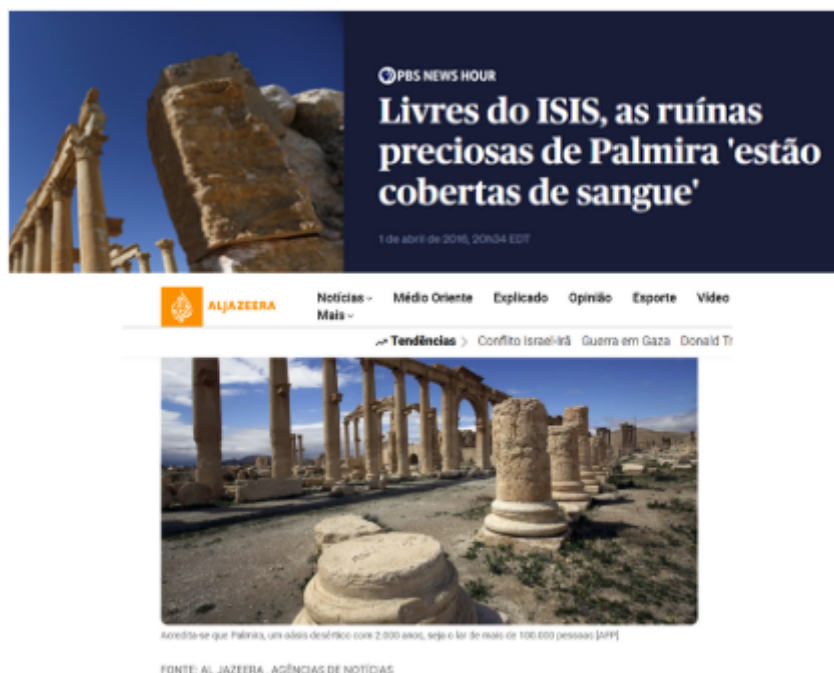 PBS NEWS HOUR
Livres do ISIS, as ruínas
preciosas de Palmira 'estão
cobertas de sangue'
1 de abril de 2016, 20h34 EDT
ALJAZEERA
Notícias Médio Oriente Explicado Opinião Esporte Vídeo
Mais
Tendências Conflito Israel-Irã Guerra em Gaza Donald Tr
Acredita-se que Palmira, um oásis desértico com 2.000 anos, seja o lar de mais de 100.000 pessoas [AFP]
FONTE: AL JAZEERA, AGÊNCIAS DE NOTÍCIAS